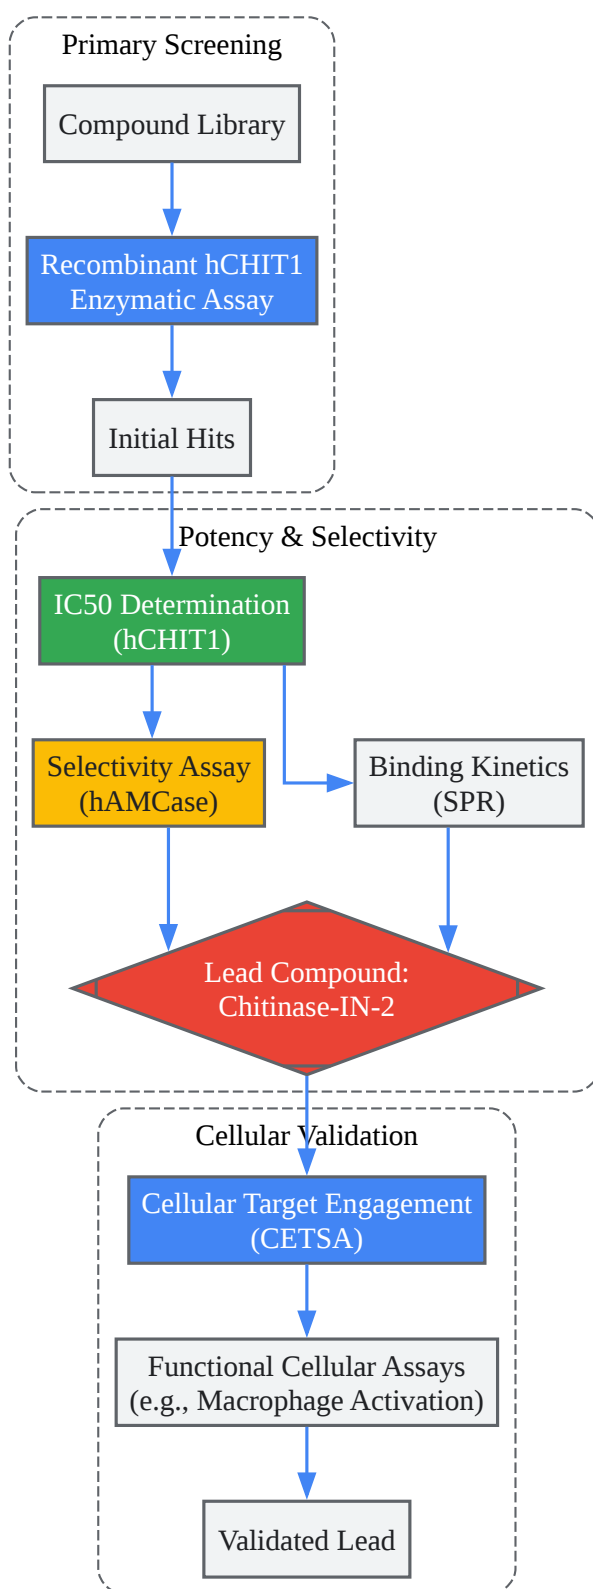 Primary Screening
Compound Library
Recombinant hCHIT1
Enzymatic Assay
Initial Hits
Potency & Selectivity
IC50 Determination
(hCHIT1)
Selectivity Assay
(hAMCase)
Binding Kinetics
(SPR)
Lead Compound:
Chitinase-IN-2
Cellular Validation
Cellular Target Engagement
(CETSA)
Functional Cellular Assays
(e.g., Macrophage Activation)
Validated Lead